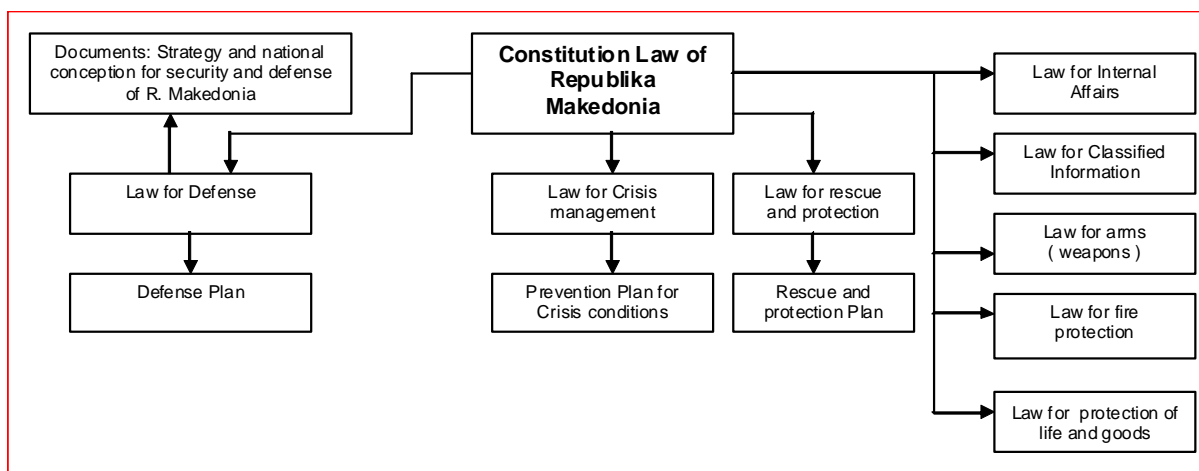 Documents: Strategy and national
conception for security and defense
of R. Makedonia
Constitution Law of
Republika
Makedonia
Law for Internal
Affairs
Law for Classified
Information
Law for Defense
Law for Crisis
management
Law for rescue
and protection
Law for arms
( weapons )
Defense Plan
Prevention Plan for
Crisis conditions
Rescue and
protection Plan
Law for fire
protection
Law for protection of
life and goods